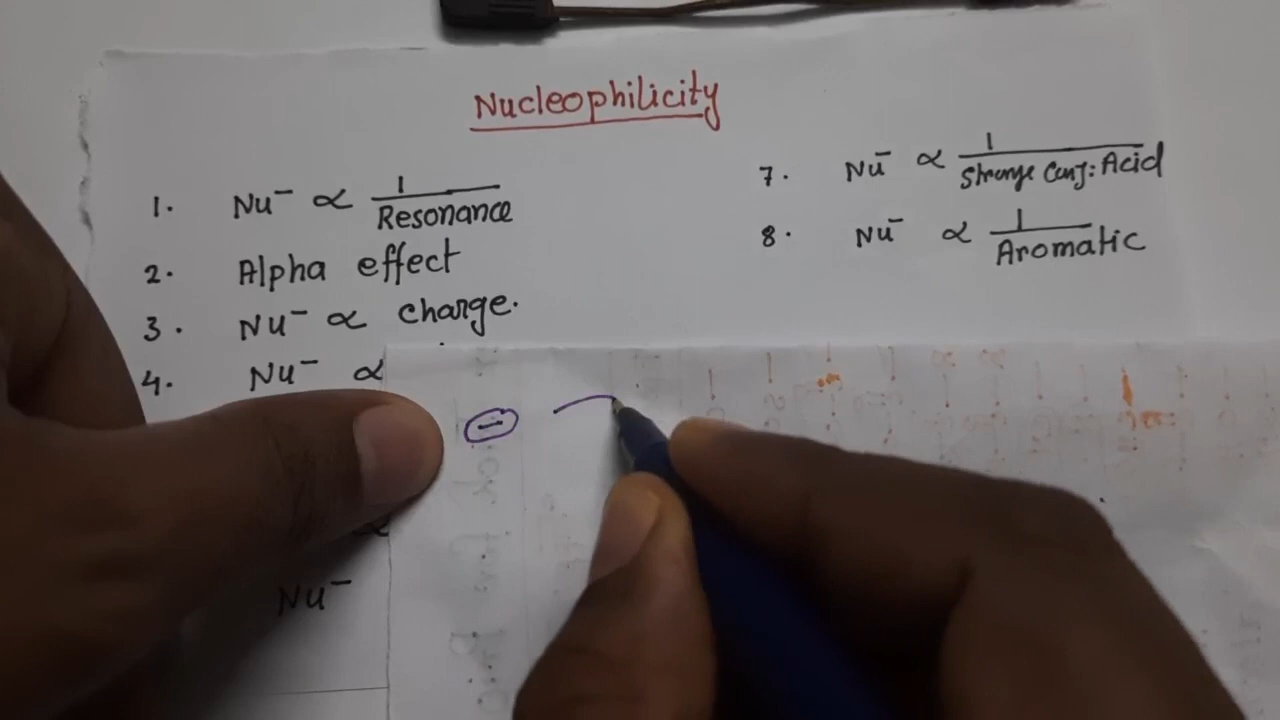 Nucleophilicity
1. Nu⁻ ∝ 1/Resonance
2. Alpha effect
3. Nu⁻ ∝ charge.
4. Nu⁻ ∝
∝
Nu⁻
7. Nu⁻ ∝ 1/Stronge Conj: Acid
8. Nu⁻ ∝ 1/Aromatic
⊖